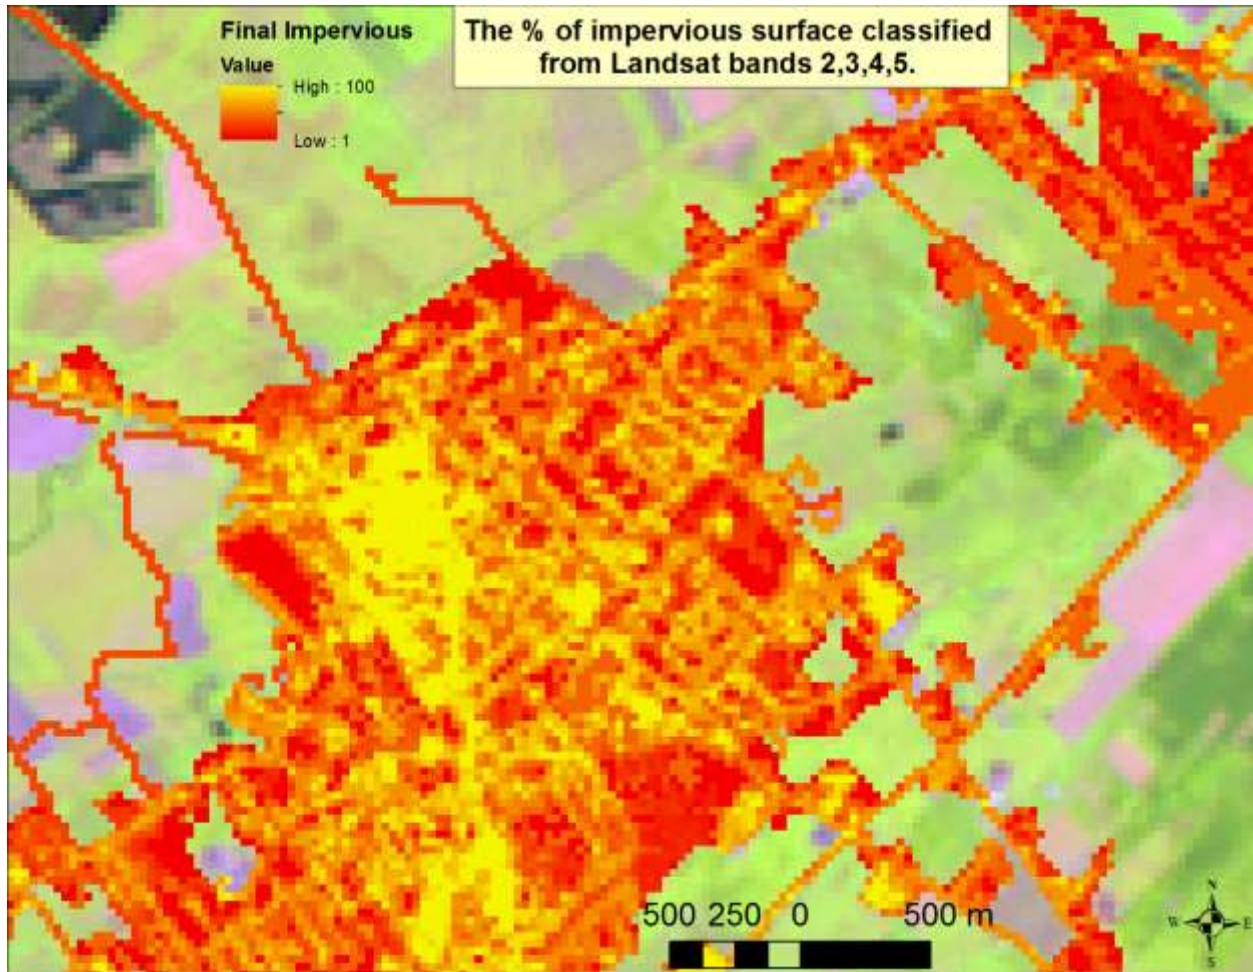 Final Impervious
Value
High : 100
Low : 1
The % of impervious surface classified
from Landsat bands 2,3,4,5.
500 250 0 500 m
N
W E
S